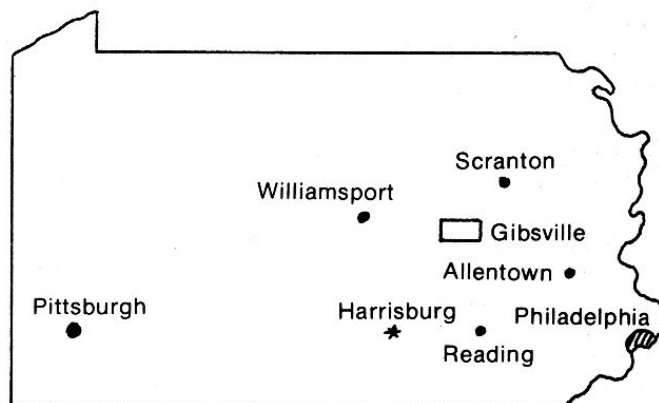 Scranton
Williamsport
Gibsville
Allentown
Pittsburgh
Harrisburg
Philadelphia
Reading